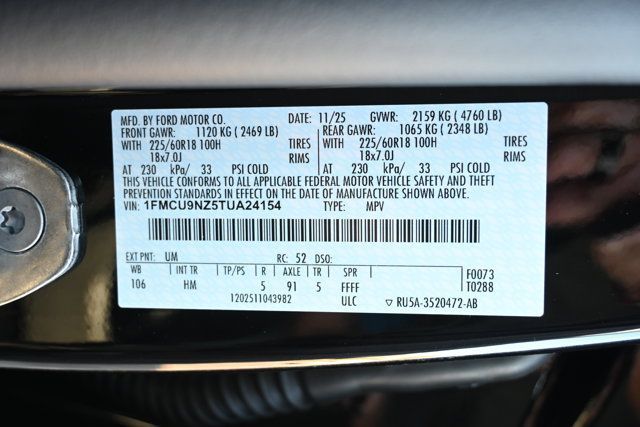 MFD. BY FORD MOTOR CO. DATE: 11/25 GVWR: 2159 KG ( 4760 LB)
FRONT GAWR: 1120 KG ( 2469 LB) REAR GAWR: 1065 KG ( 2348 LB)
WITH 225/60R18 100H TIRES WITH 225/60R18 100H TIRES
18x7.0J RIMS 18x7.0J RIMS
AT 230 kPa/ 33 PSI COLD AT 230 kPa/ 33 PSI COLD
THIS VEHICLE CONFORMS TO ALL APPLICABLE FEDERAL MOTOR VEHICLE SAFETY AND THEFT
PREVENTION STANDARDS IN EFFECT ON THE DATE OF MANUFACTURE SHOWN ABOVE.
VIN: 1FMCU9NZ5TUA24154 TYPE: MPV
EXT PNT: UM RC: 52 DSO:
WB INT TR TP/PS R AXLE TR SPR F0073
106 HM 5 91 5 FFFF T0288
1202511043982 ULC ▽ RU5A-3520472-AB